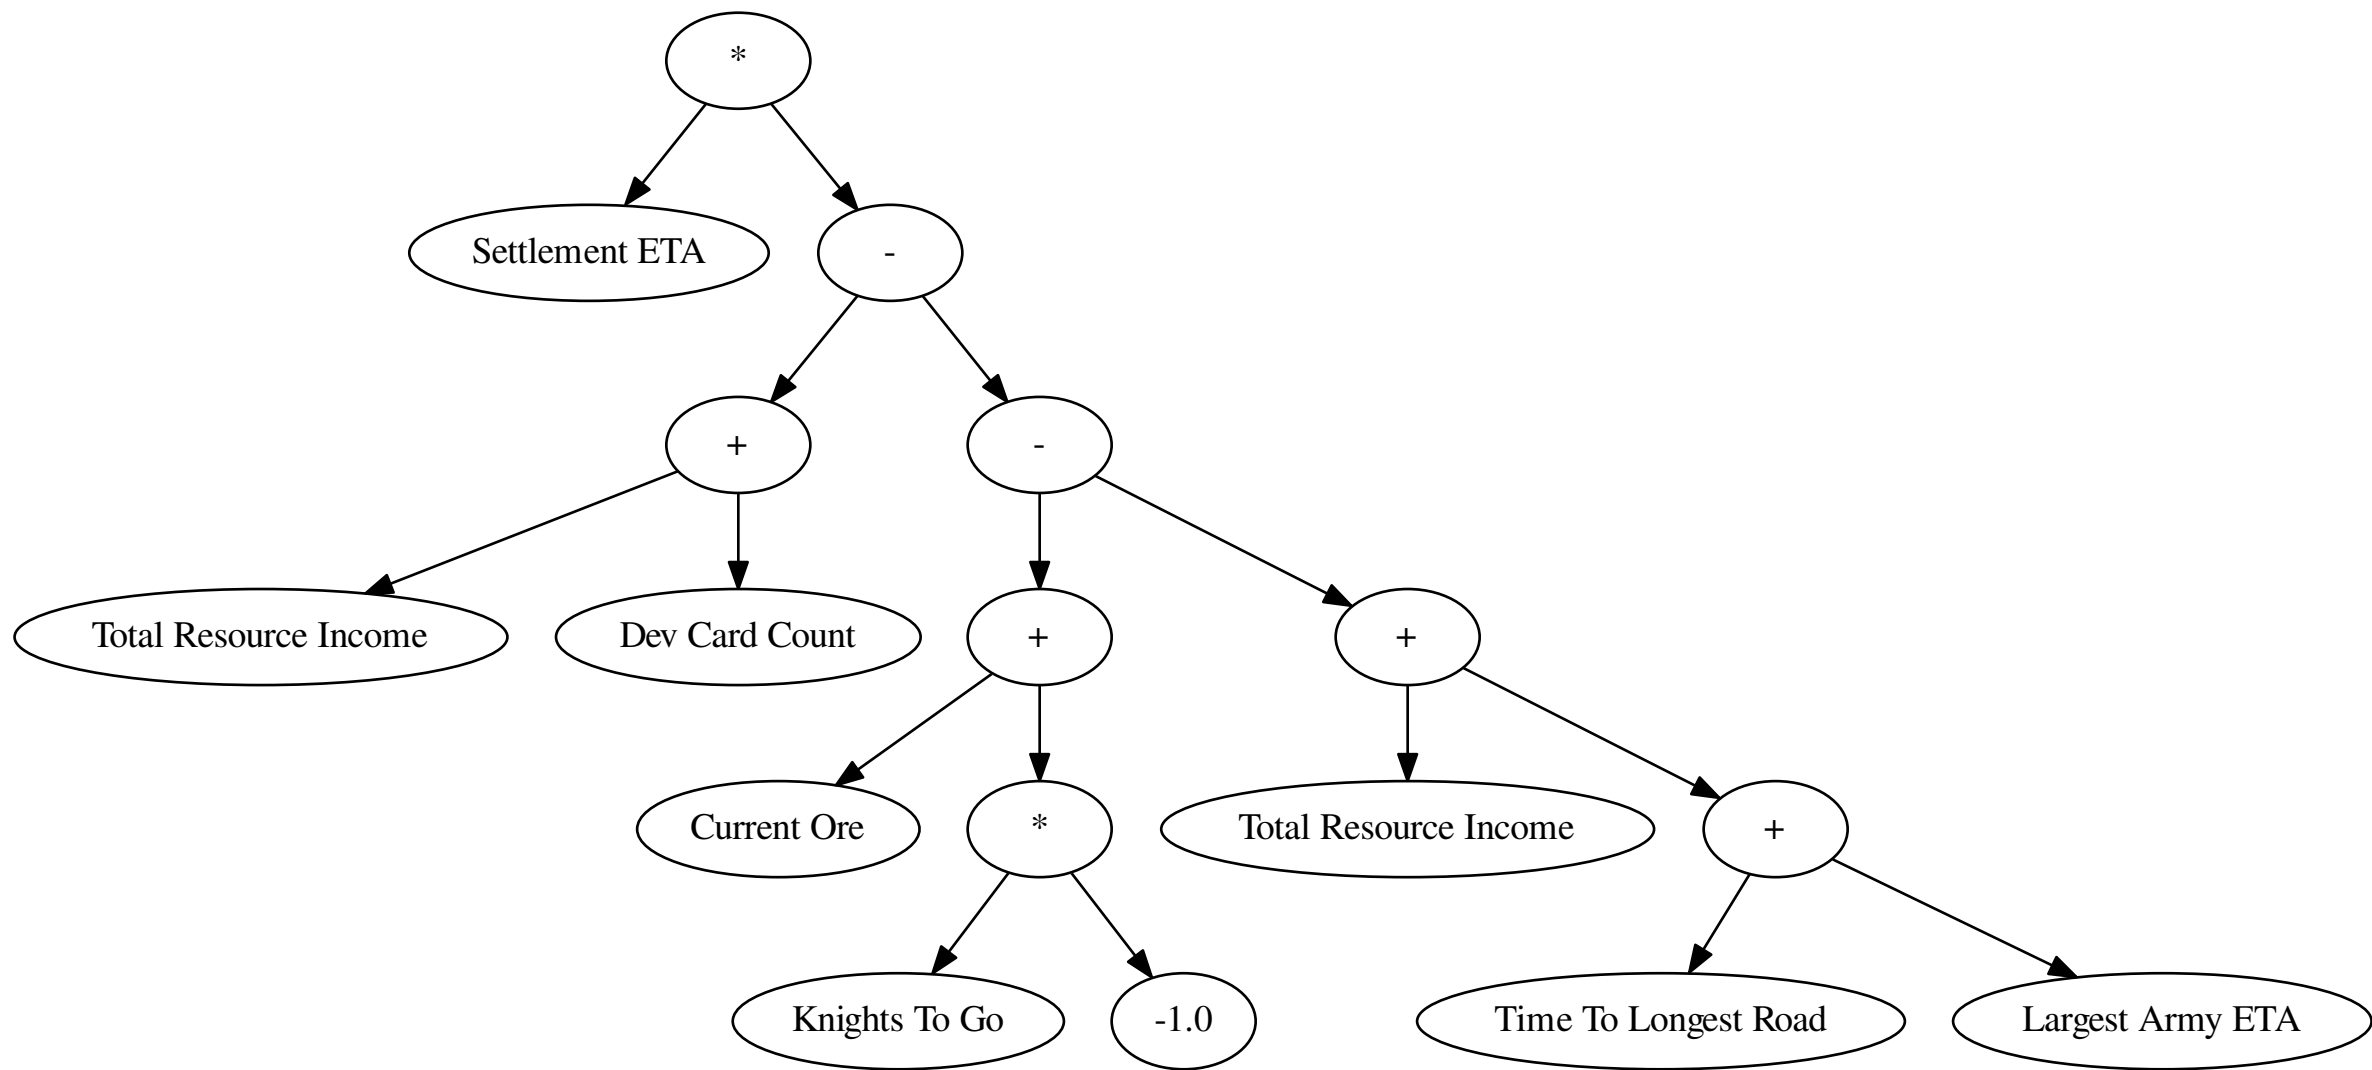 *
Settlement ETA
-
+
-
Total Resource Income
Dev Card Count
+
+
Current Ore
*
Total Resource Income
+
Knights To Go
-1.0
Time To Longest Road
Largest Army ETA